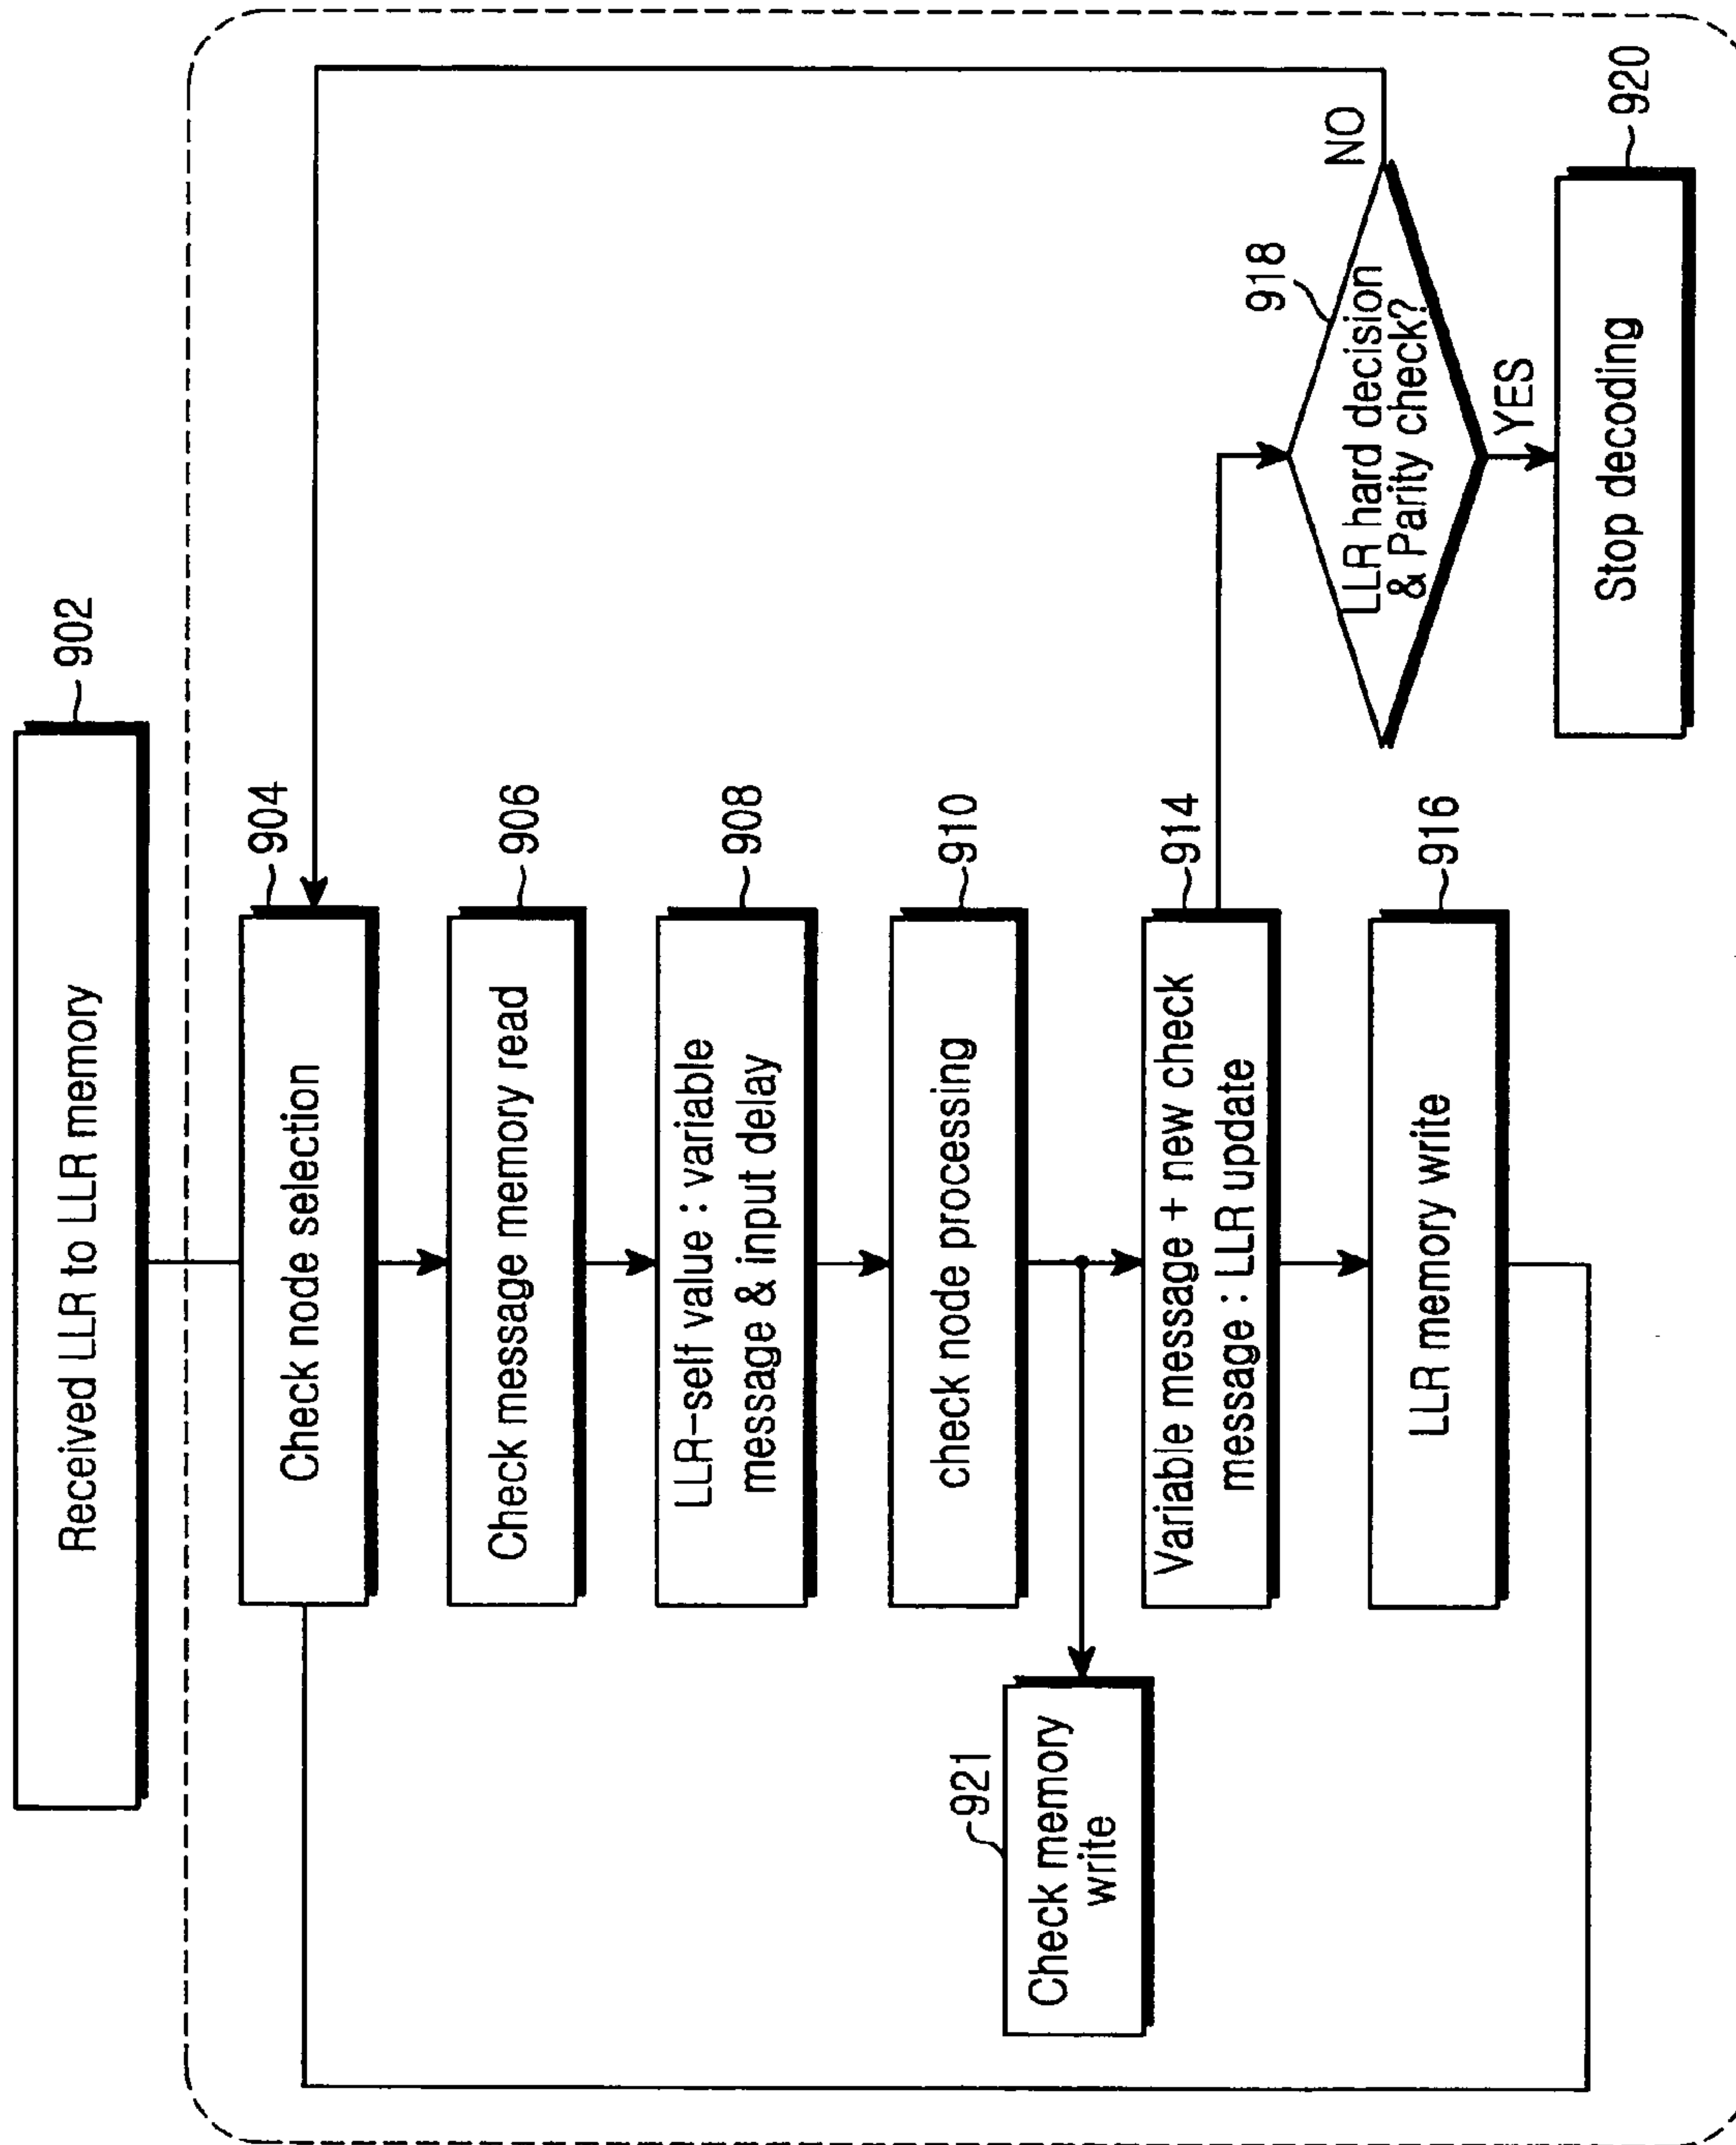 Received LLR to LLR memory
902
Check node selection
904
Check message memory read
906
LLR-self value : variable
message & input delay
908
check node processing
910
Check memory
write
921
Variable message + new check
message : LLR update
914
LLR memory write
916
LLR hard decision
& Parity check?
918
NO
YES
Stop decoding
920